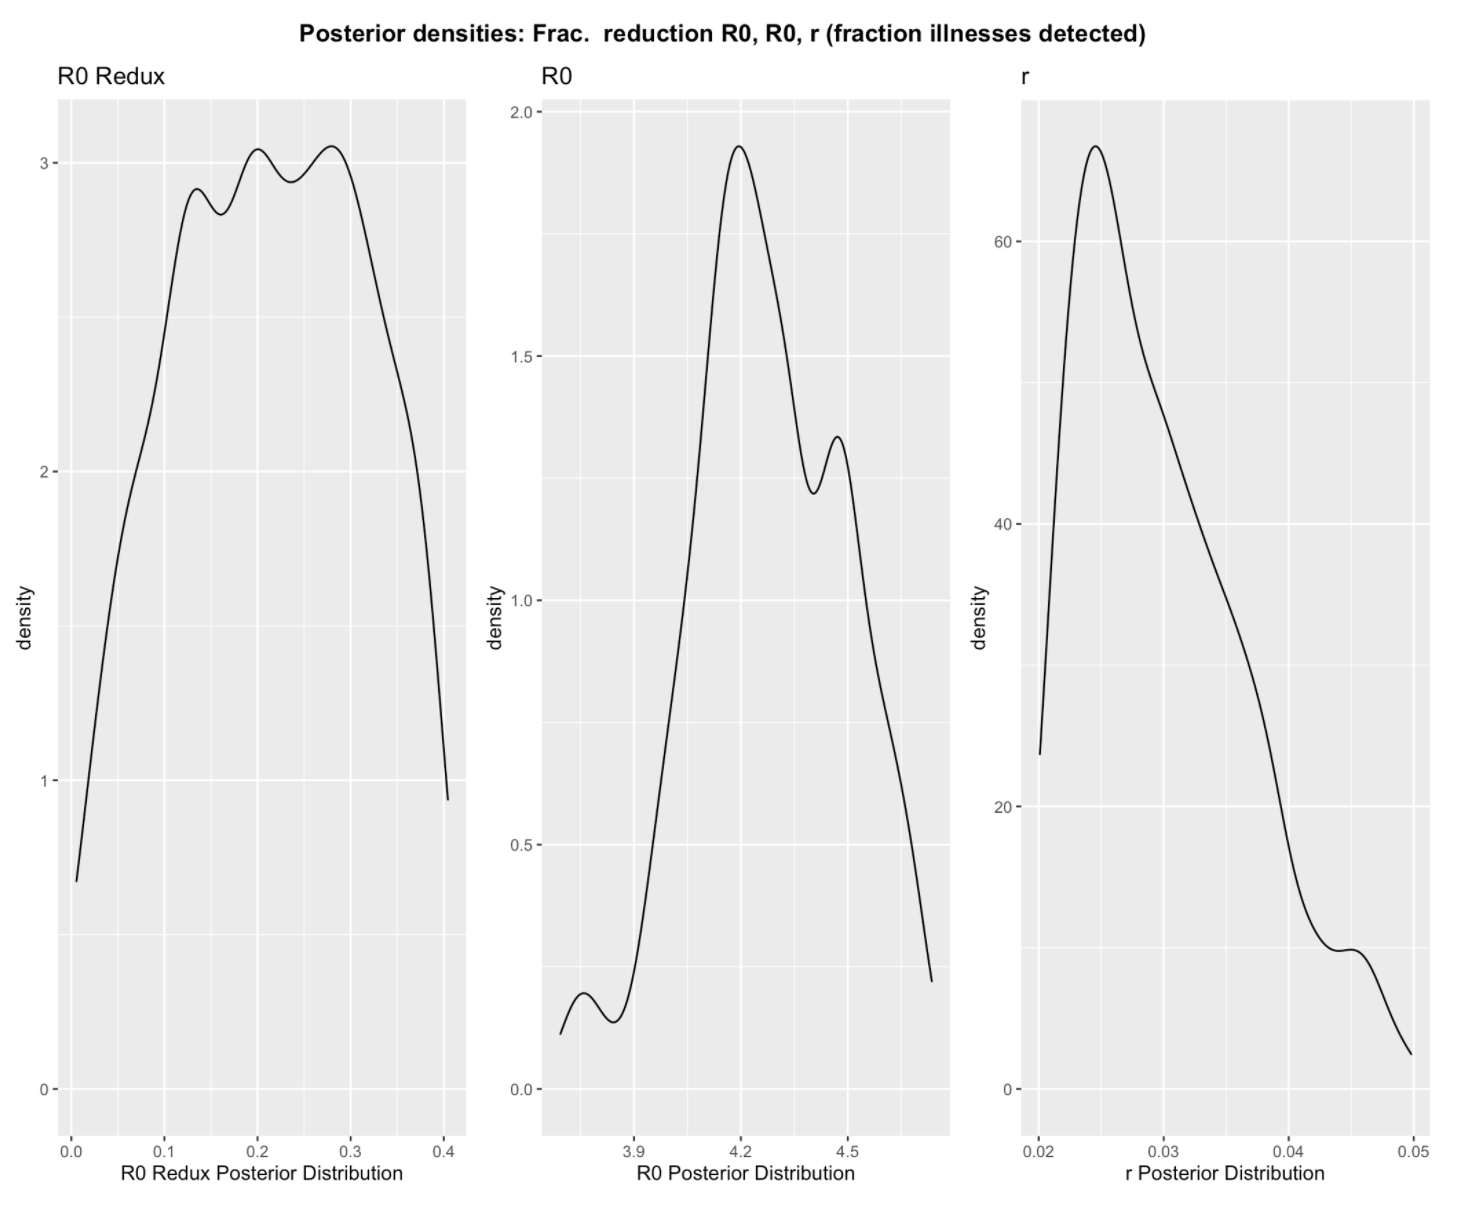 Posterior densities: Frac.  reduction R0, R0, r (fraction illnesses detected)
R0 Redux
density
3
2
1
0
0.0 0.1 0.2 0.3 0.4
R0 Redux Posterior Distribution
R0
density
2.0
1.5
1.0
0.5
0.0
3.9 4.2 4.5
R0 Posterior Distribution
r
density
60
40
20
0
0.02 0.03 0.04 0.05
r Posterior Distribution